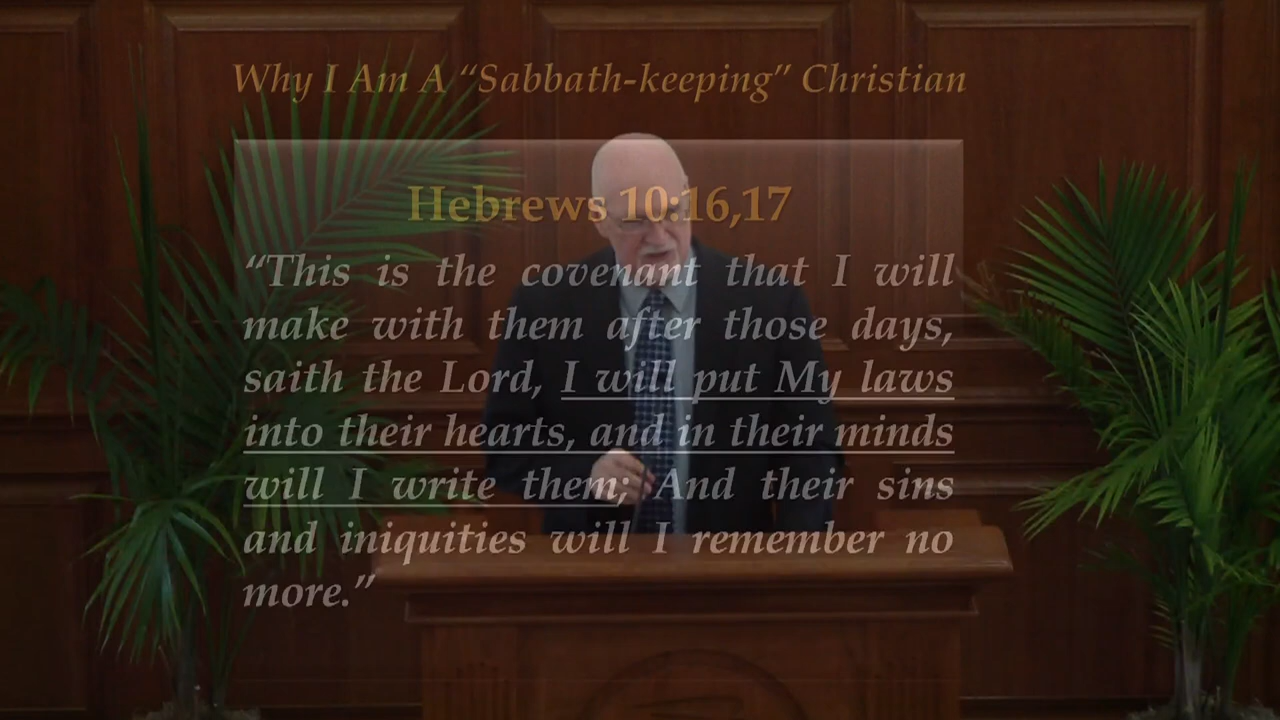 Why I Am A “Sabbath-keeping” Christian
Hebrews 10:16,17
“This is the covenant that I will
make with them after those days,
saith the Lord, I will put My laws
into their hearts, and in their minds
will I write them; And their sins
and iniquities will I remember no
more.”